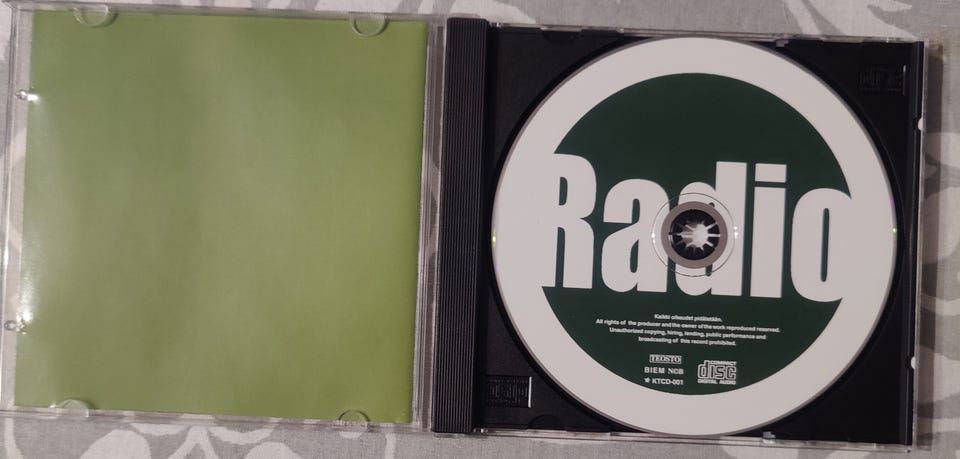 Radio
Kaikki oikeudet pidätetään.
All rights of the producer and the owner of the work reproduced reserved.
Unauthorized copying, hiring, lending, public performance and
broadcasting of this record prohibited.
TEOSTO
BIEM NCB
KTCD-001
COMPACT
disc
DIGITAL AUDIO
disc
disc